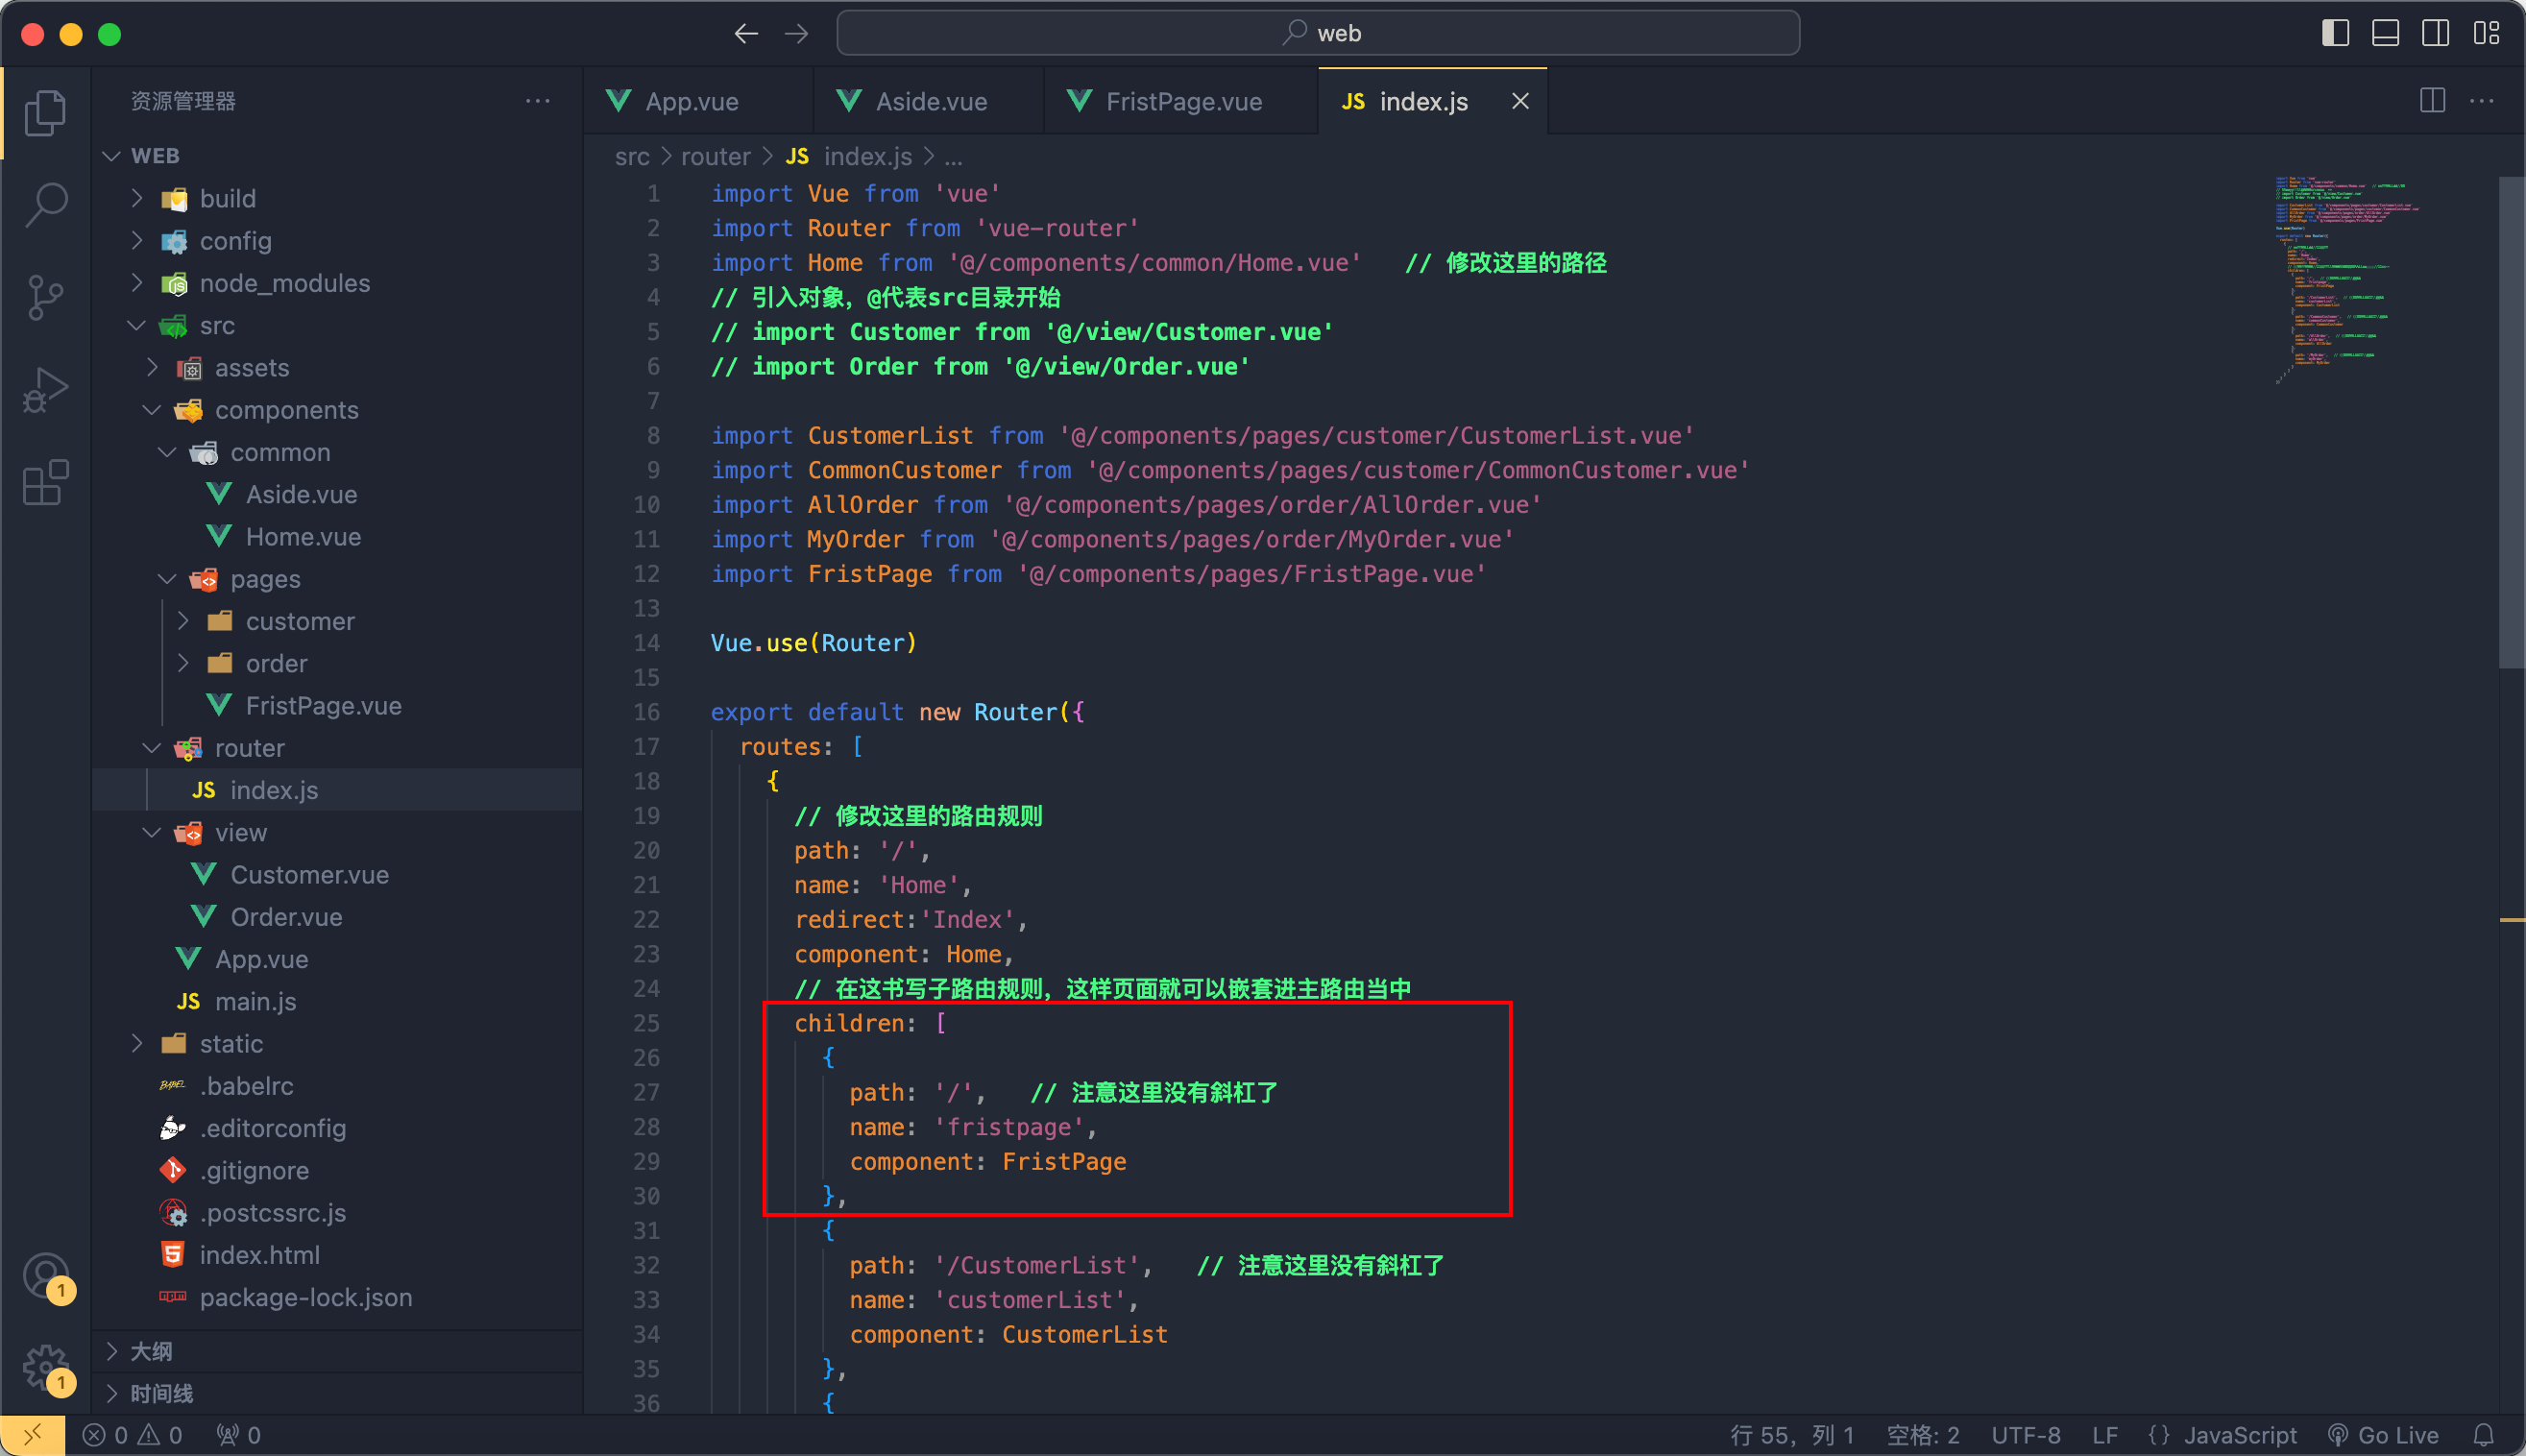 web
资源管理器
App.vue
Aside.vue
FristPage.vue
JS index.js
WEB
build
config
node_modules
src
assets
components
common
Aside.vue
Home.vue
pages
customer
order
FristPage.vue
router
JS index.js
view
Customer.vue
Order.vue
App.vue
JS main.js
static
BABEL .babelrc
.editorconfig
.gitignore
.postcssrc.js
5 index.html
package-lock.json
大纲
时间线
1
1
src > router > JS index.js > ...
1 import Vue from 'vue'
2 import Router from 'vue-router'
3 import Home from '@/components/common/Home.vue'   // 修改这里的路径
4 // 引入对象，@代表src目录开始
5 // import Customer from '@/view/Customer.vue'
6 // import Order from '@/view/Order.vue'
7
8 import CustomerList from '@/components/pages/customer/CustomerList.vue'
9 import CommonCustomer from '@/components/pages/customer/CommonCustomer.vue'
10 import AllOrder from '@/components/pages/order/AllOrder.vue'
11 import MyOrder from '@/components/pages/order/MyOrder.vue'
12 import FristPage from '@/components/pages/FristPage.vue'
13
14 Vue.use(Router)
15
16 export default new Router({
17   routes: [
18     {
19       // 修改这里的路由规则
20       path: '/',
21       name: 'Home',
22       redirect:'Index',
23       component: Home,
24       // 在这书写子路由规则，这样页面就可以嵌套进主路由当中
25       children: [
26         {
27           path: '/',   // 注意这里没有斜杠了
28           name: 'fristpage',
29           component: FristPage
30         },
31         {
32           path: '/CustomerList',   // 注意这里没有斜杠了
33           name: 'customerList',
34           component: CustomerList
35         },
36         {
0 0 0 行 55，列 1 空格: 2 UTF-8 LF {} JavaScript Go Live